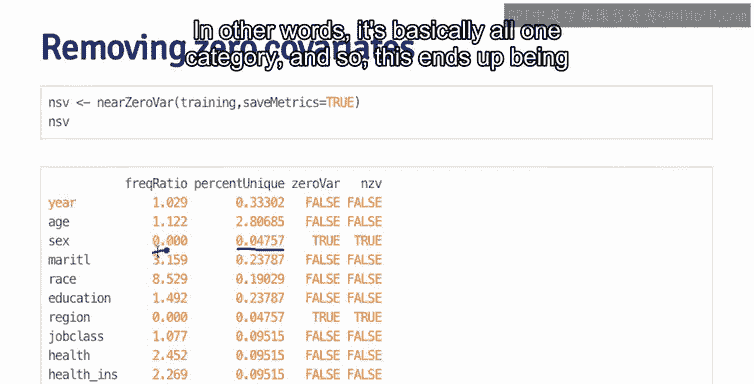 In other words, it's basically all one
category, and so, this ends up being
Removing zero covariates
nsv <- nearZeroVar(training,saveMetrics=TRUE)
nsv
freqRatio percentUnique zeroVar nzv
year 1.029 0.33302 FALSE FALSE
age 1.122 2.80685 FALSE FALSE
sex 0.000 0.04757 TRUE TRUE
maritl 3.159 0.23787 FALSE FALSE
race 8.529 0.19029 FALSE FALSE
education 1.492 0.23787 FALSE FALSE
region 0.000 0.04757 TRUE TRUE
jobclass 1.077 0.09515 FALSE FALSE
health 2.452 0.09515 FALSE FALSE
health_ins 2.269 0.09515 FALSE FALSE